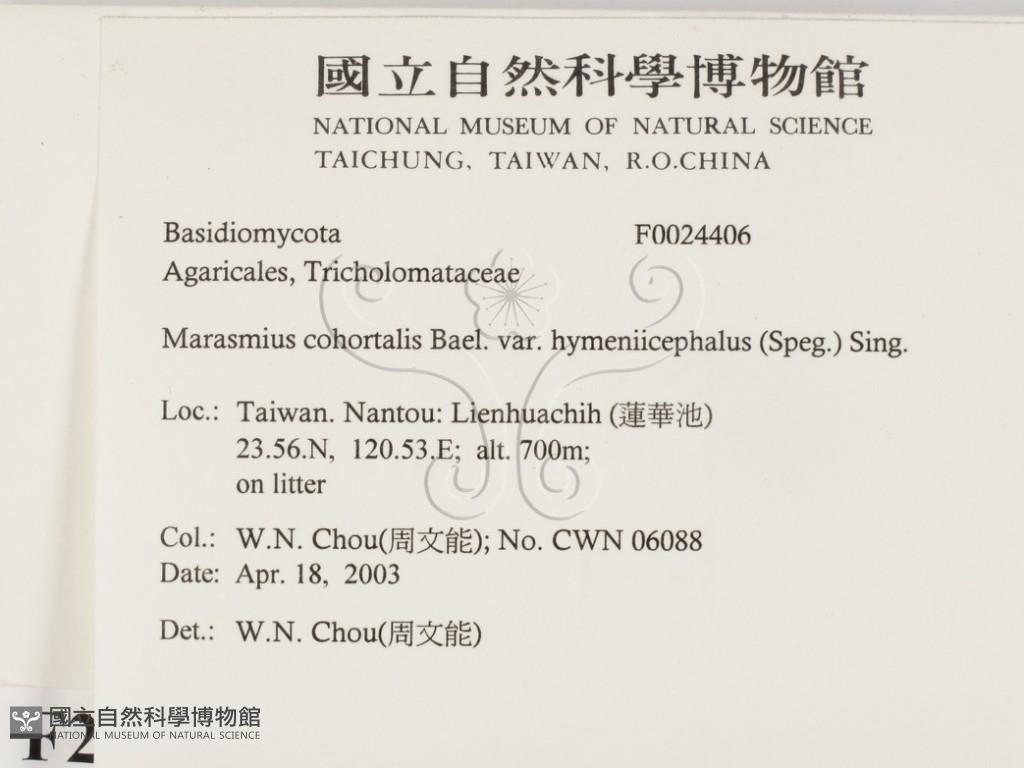 國立自然科學博物館
NATIONAL MUSEUM OF NATURAL SCIENCE
TAICHUNG, TAIWAN, R.O.CHINA
Basidiomycota F0024406
Agaricales, Tricholomataceae
Marasmius cohortalis Bael. var. hymeniicephalus (Speg.) Sing.
Loc.: Taiwan. Nantou: Lienhuachih (蓮華池)
23.56.N, 120.53.E; alt. 700m;
on litter
Col.: W.N. Chou(周文能); No. CWN 06088
Date: Apr. 18, 2003
Det.: W.N. Chou(周文能)
F2
國立自然科學博物館
NATIONAL MUSEUM OF NATURAL SCIENCE